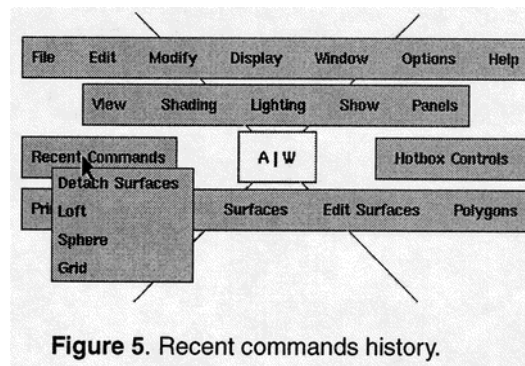 File Edit Modify Display Window Options Help
View Shading Lighting Show Panels
Recent Commands A | W Hotbox Controls
Detach Surfaces
Surfaces Edit Surfaces Polygons
Loft
Sphere
Grid
Figure 5. Recent commands history.